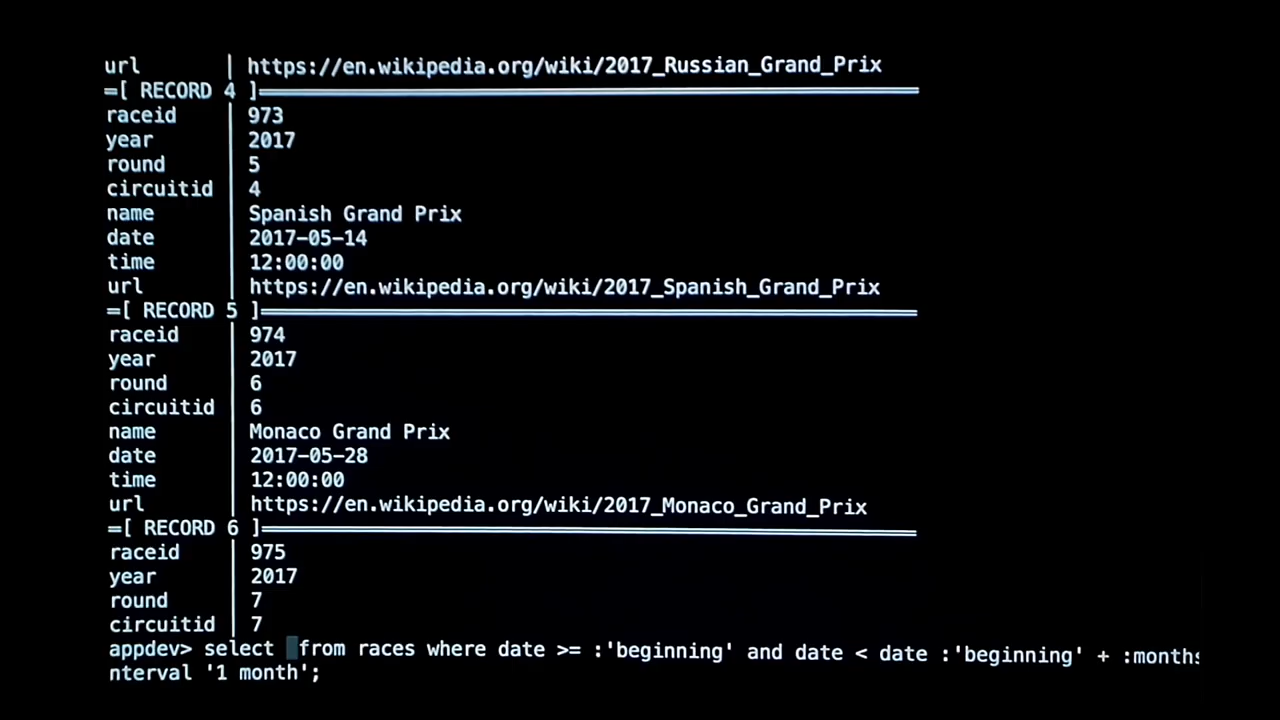 url | https://en.wikipedia.org/wiki/2017_Russian_Grand_Prix
=[ RECORD 4 ]
raceid | 973
year | 2017
round | 5
circuitid | 4
name | Spanish Grand Prix
date | 2017-05-14
time | 12:00:00
url | https://en.wikipedia.org/wiki/2017_Spanish_Grand_Prix
=[ RECORD 5 ]
raceid | 974
year | 2017
round | 6
circuitid | 6
name | Monaco Grand Prix
date | 2017-05-28
time | 12:00:00
url | https://en.wikipedia.org/wiki/2017_Monaco_Grand_Prix
=[ RECORD 6 ]
raceid | 975
year | 2017
round | 7
circuitid | 7
appdev> select from races where date >= :'beginning' and date < date :'beginning' + :months
nterval '1 month';